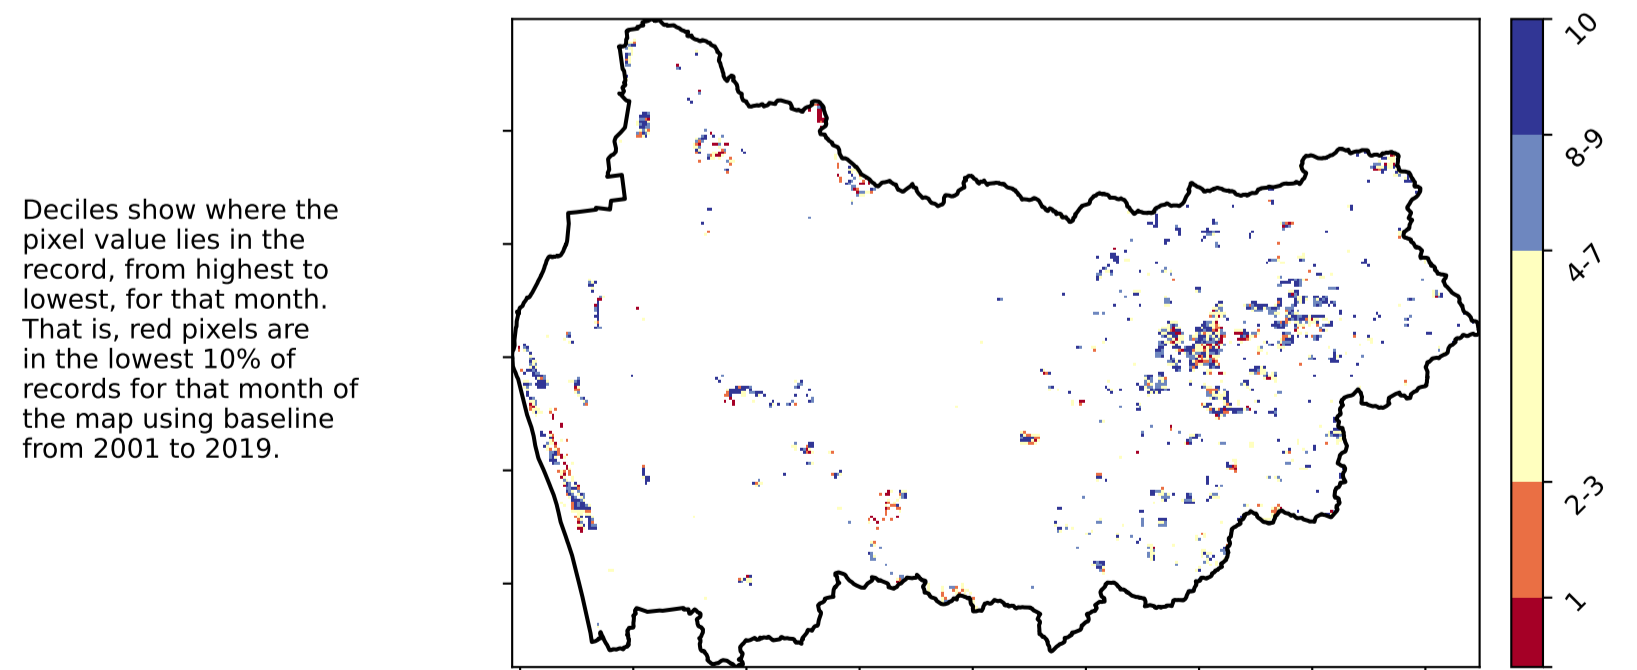 Deciles show where the
pixel value lies in the
record, from highest to
lowest, for that month.
That is, red pixels are
in the lowest 10% of
records for that month of
the map using baseline
from 2001 to 2019.
10
8-9
4-7
2-3
1